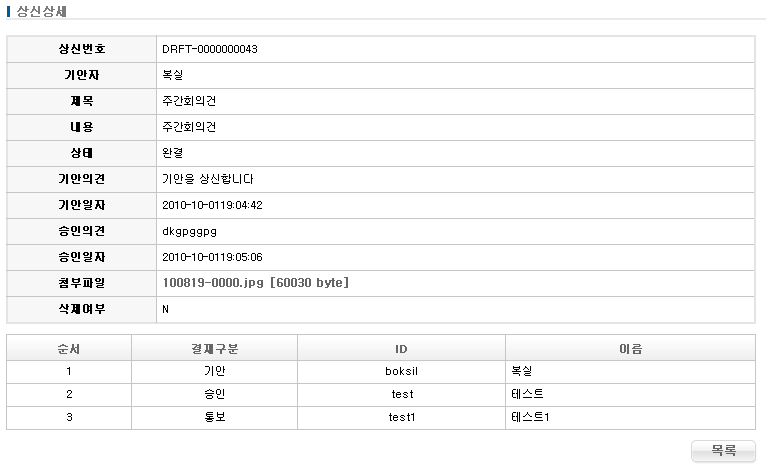 상신상세
상신번호 DRFT-0000000043
기안자 복실
제목 주간회의건
내용 주간회의건
상태 완결
기안의견 기안을 상신합니다
기안일자 2010-10-0119:04:42
승인의견 dkgpggpg
승인일자 2010-10-0119:05:06
첨부파일 100819-0000.jpg [60030 byte]
삭제여부 N
순서 결재구분 ID 이름
1 기안 boksil 복실
2 승인 test 테스트
3 통보 test1 테스트1
목록